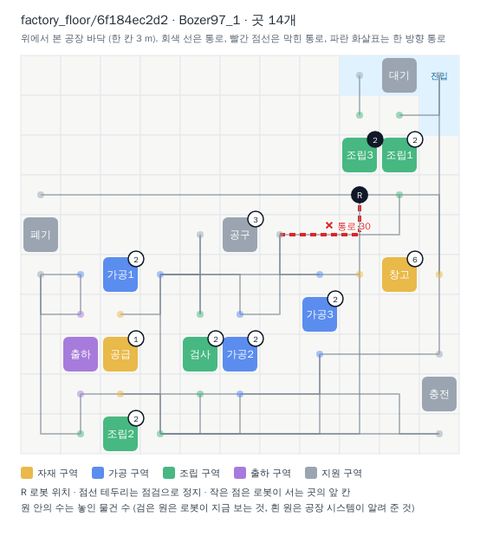 factory_floor/6f184ec2d2 · Bozer97_1 · 곳 14개
위에서 본 공장 바닥 (한 칸 3 m). 회색 선은 통로, 빨간 점선은 막힌 통로, 파란 화살표는 한 방향 통로
대기
조립3 2
조립1 2
R
폐기
공구 3
✖ 통로30
가공1 2
창고 6
가공3 2
출하
공급 1
검사 2
가공2 2
충전
조립2 2
자재 구역
가공 구역
조립 구역
출하 구역
지원 구역
R 로봇 위치 · 점선 테두리는 점검으로 정지 · 작은 점은 로봇이 서는 곳의 앞 칸
원 안의 수는 놓인 물건 수 (검은 원은 로봇이 지금 보는 것, 흰 원은 공장 시스템이 알려 준 것)